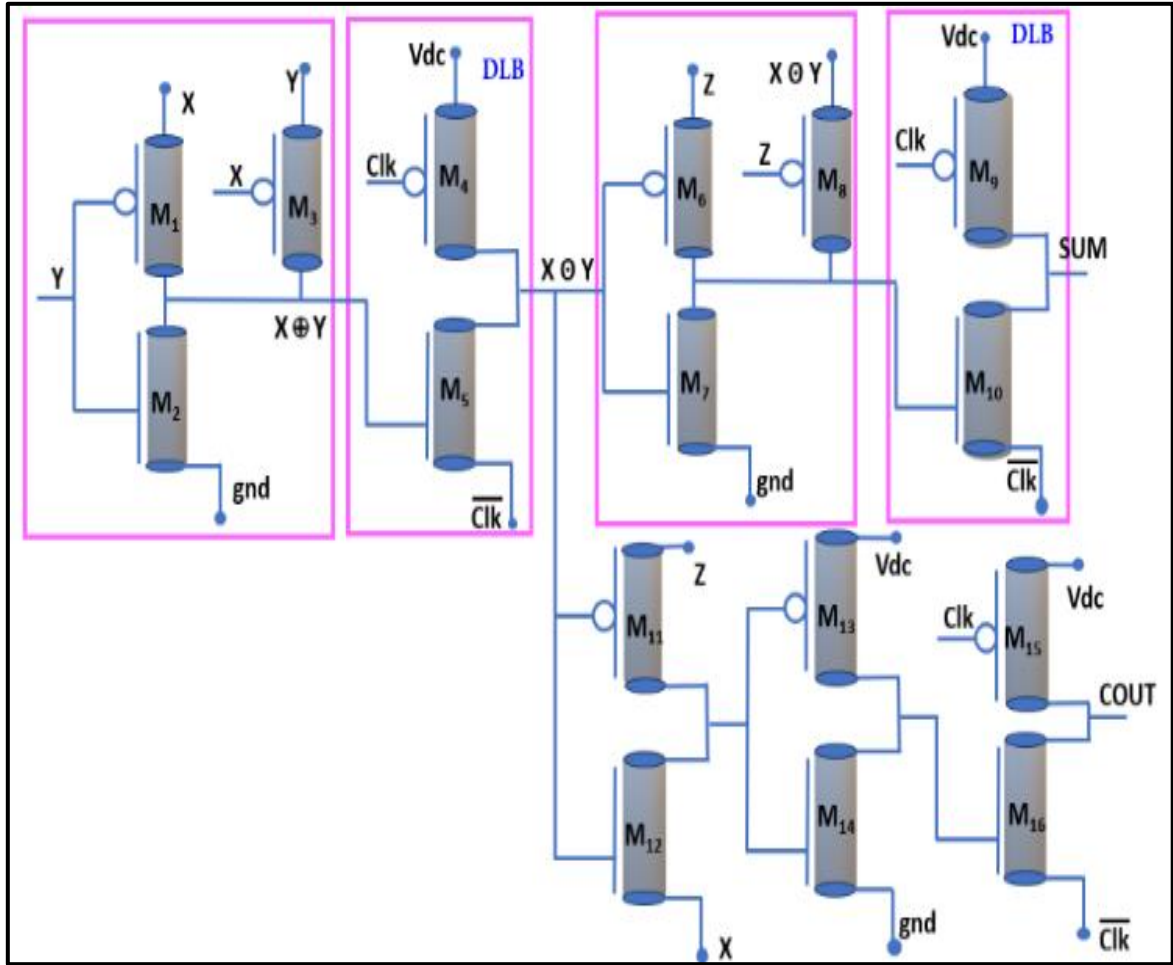 Vdc
DLB
X
Y
Clk
M4
X
M1
M3
Y
X ⊕ Y
M2
M5
gnd
Clk̅
X ⊙ Y
Z
X ⊙ Y
M6
Z
M8
M7
gnd
Vdc
DLB
Clk
M9
SUM
M10
Clk̅
Z
M11
M12
X
Vdc
M13
M14
gnd
Vdc
Clk
M15
COUT
M16
Clk̅